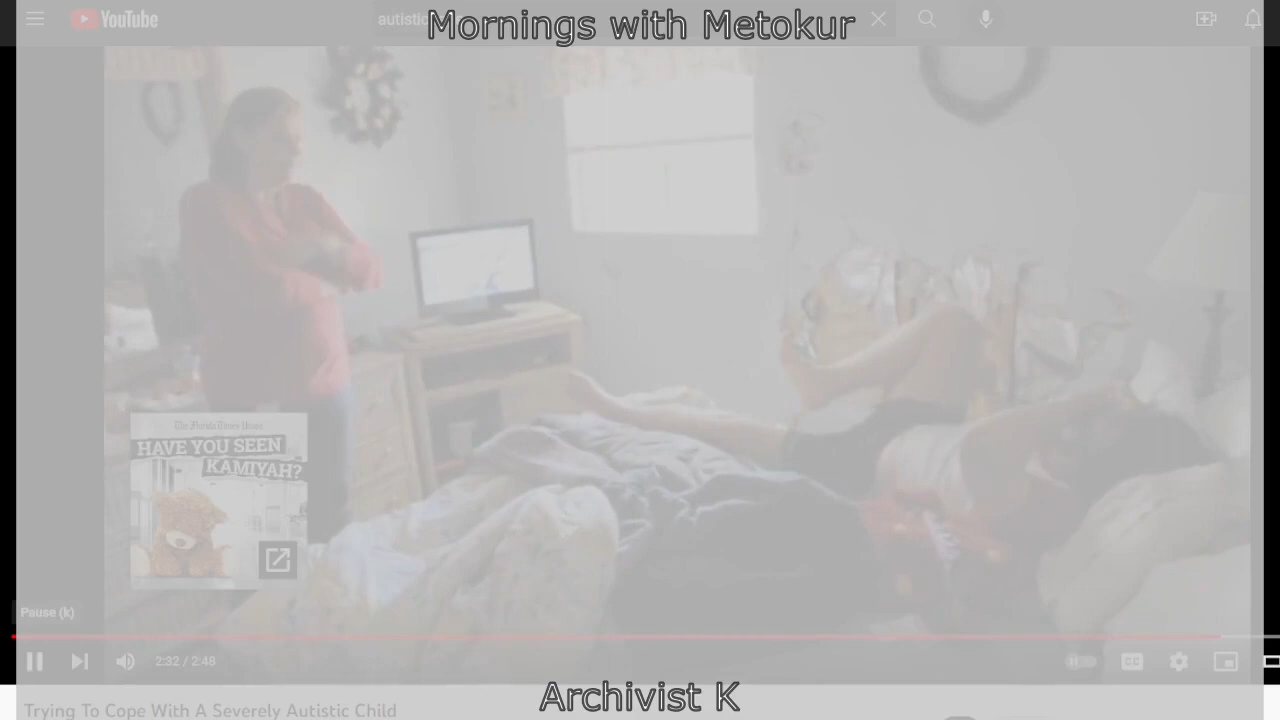 YouTube
autistic
Mornings with Metokur
The Florida Times Union
HAVE YOU SEEN
KAMIYAH?
Pause (k)
2:32 / 2:48
CC
Archivist K
Trying To Cope With A Severely Autistic Child